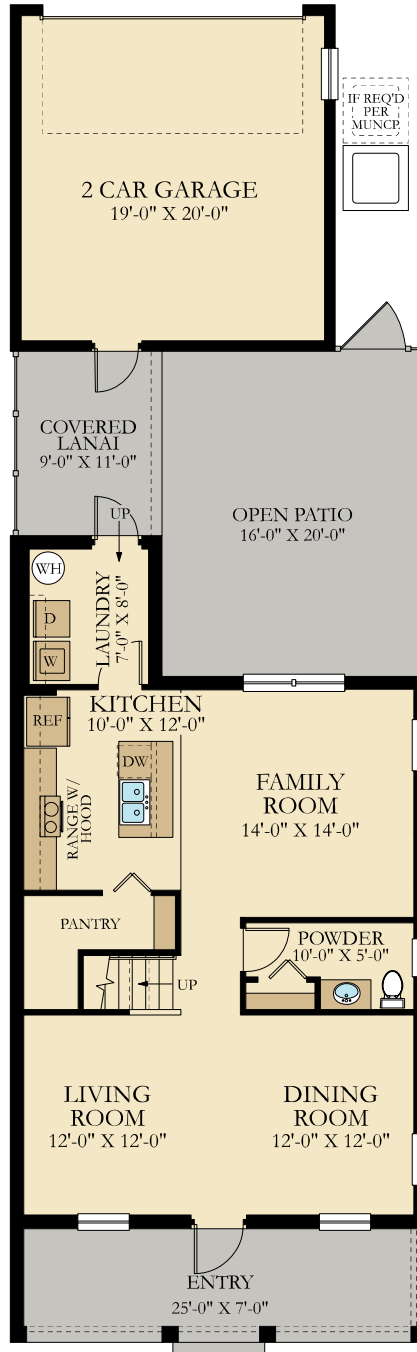 IF REQ'D
PER
MUNCP.
2 CAR GARAGE
19'-0" X 20'-0"
COVERED
LANAI
9'-0" X 11'-0"
OPEN PATIO
16'-0" X 20'-0"
UP
WH
D
W
LAUNDRY
7'-0" X 8'-0"
KITCHEN
10'-0" X 12'-0"
REF
DW
RANGE W/
HOOD
FAMILY
ROOM
14'-0" X 14'-0"
PANTRY
POWDER
10'-0" X 5'-0"
UP
LIVING
ROOM
12'-0" X 12'-0"
DINING
ROOM
12'-0" X 12'-0"
ENTRY
25'-0" X 7'-0"